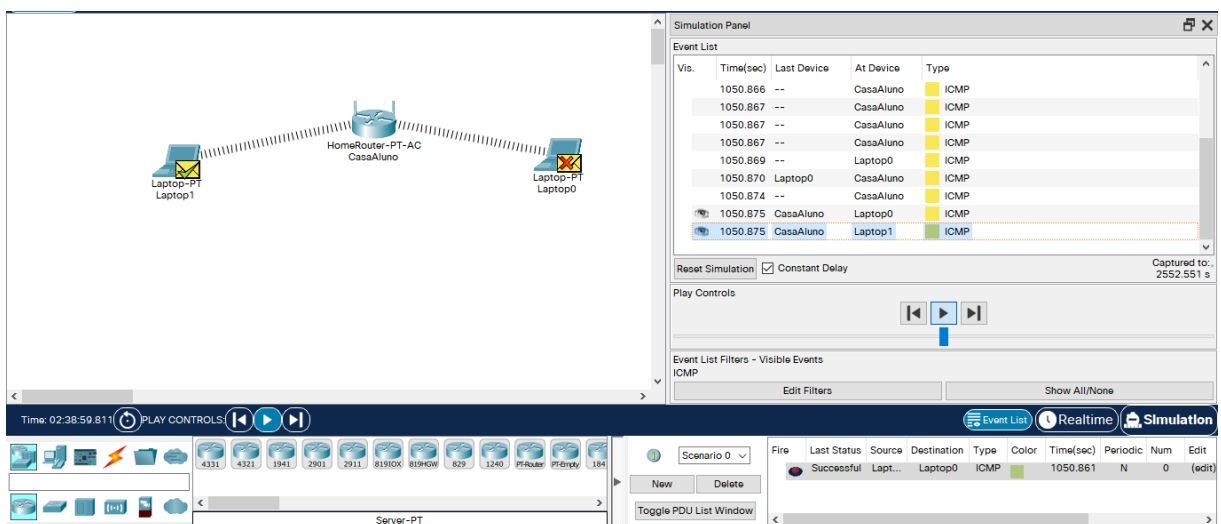 Simulation Panel
Event List
Vis. Time(sec) Last Device At Device Type
1050.866 -- CasaAluno ICMP
1050.867 -- CasaAluno ICMP
1050.867 -- CasaAluno ICMP
1050.867 -- CasaAluno ICMP
1050.869 -- Laptop0 ICMP
1050.870 Laptop0 CasaAluno ICMP
1050.874 -- CasaAluno ICMP
1050.875 CasaAluno Laptop0 ICMP
1050.875 CasaAluno Laptop1 ICMP
Reset Simulation Constant Delay
Captured to:
2552.551 s
Play Controls
Event List Filters - Visible Events
ICMP
Edit Filters Show All/None
HomeRouter-PT-AC
CasaAluno
Laptop-PT
Laptop1
Laptop-PT
Laptop0
Time: 02:38:59.811 PLAY CONTROLS: Event List Realtime Simulation
4331 4321 1941 2901 2911 819IOX 819HGW 829 1240 PT-Router PT-Empty 184
Server-PT
Scenario 0
New Delete
Toggle PDU List Window
Fire Last Status Source Destination Type Color Time(sec) Periodic Num Edit
Successful Lapt... Laptop0 ICMP 1050.861 N 0 (edit)